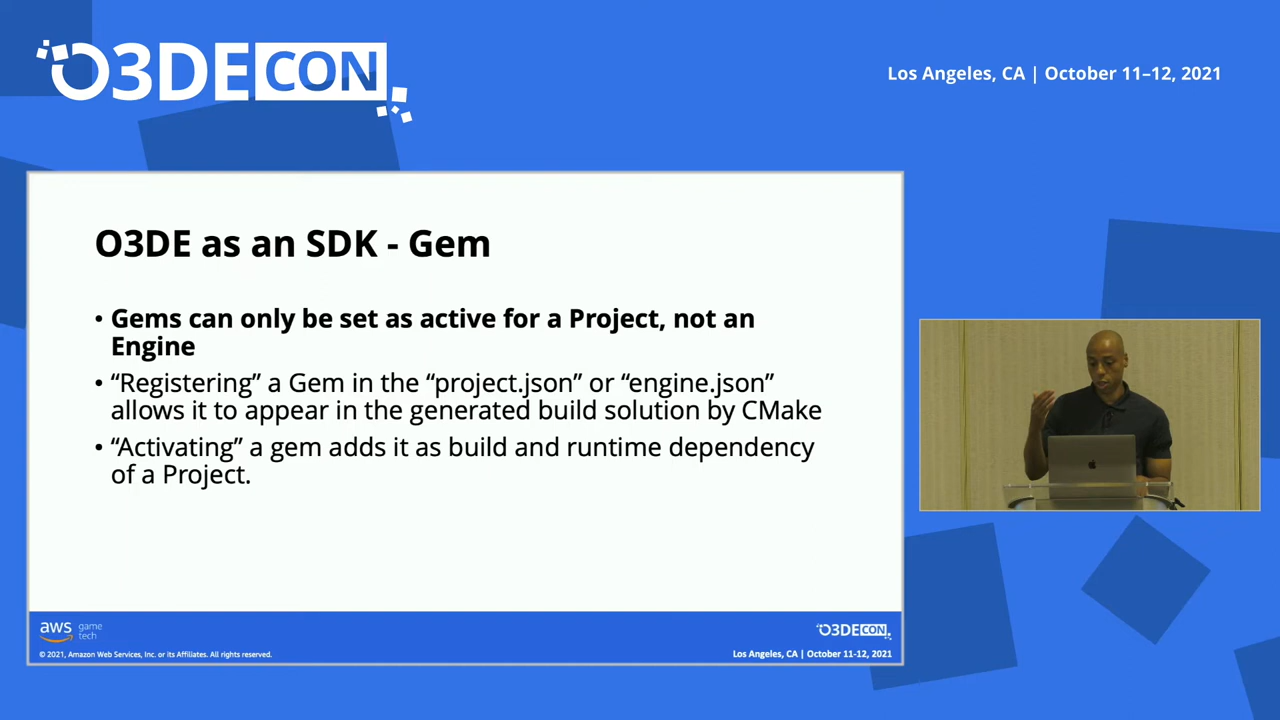 O3DECON
Los Angeles, CA | October 11–12, 2021
O3DE as an SDK - Gem
• Gems can only be set as active for a Project, not an
Engine
• “Registering” a Gem in the “project.json” or “engine.json”
allows it to appear in the generated build solution by CMake
• “Activating” a gem adds it as build and runtime dependency
of a Project.
aws game
tech
O3DECON
© 2021, Amazon Web Services, Inc. or its Affiliates. All rights reserved.
Los Angeles, CA | October 11-12, 2021